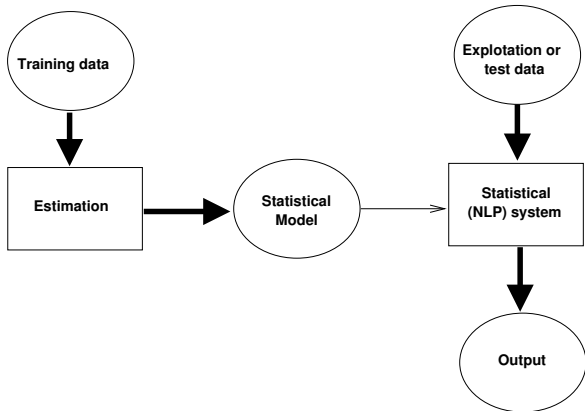 Training data
Explotation or
test data
Estimation
Statistical
Model
Statistical
(NLP) system
Output